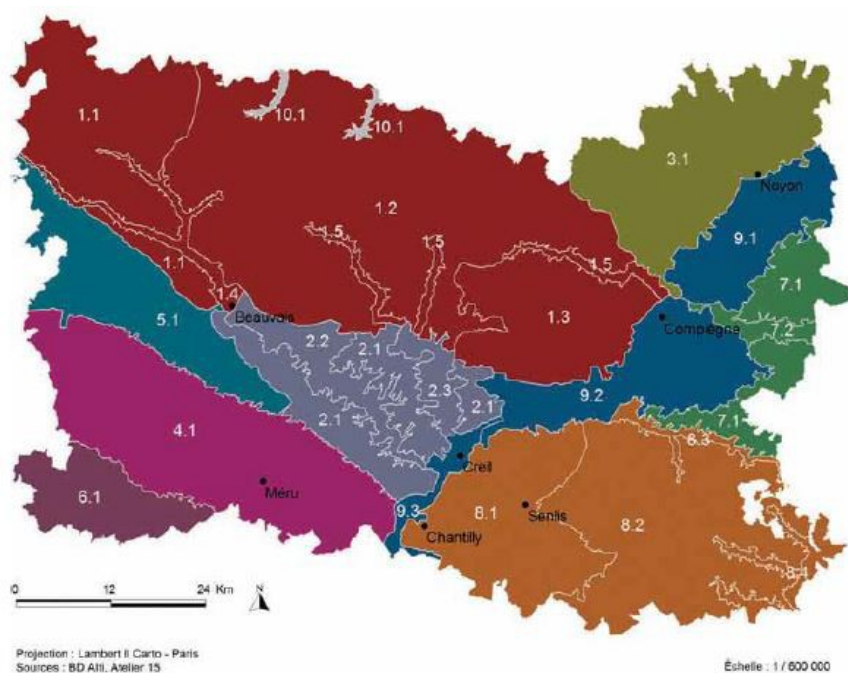 1.1
10.1
10.1
3.1
Noyon
1.2
9.1
1.5
1.5
1.5
7.1
1.1
1.4
Beauvais
1.3
Compiègne
7.2
5.1
2.2
2.1
2.3
2.1
9.2
2.1
7.1
4.1
8.3
Creil
6.1
Méru
9.3
8.1
Senlis
8.2
Chantilly
0 12 24 Km
N
Projection : Lambert II Carto - Paris
Sources : BD Alti, Atelier 15
Échelle : 1 / 600 000